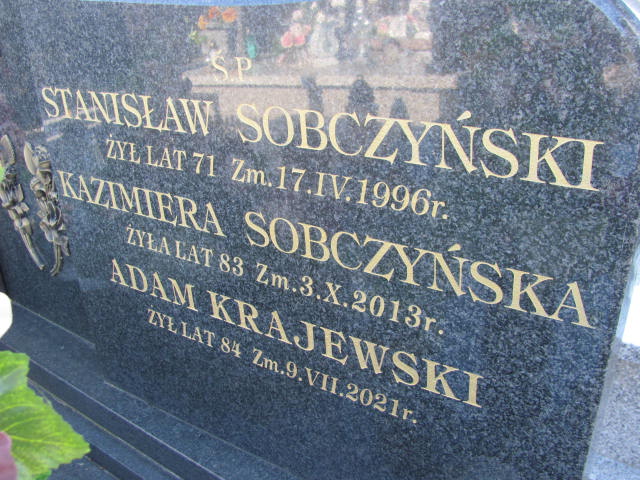 Ś.P
STANISŁAW SOBCZYŃSKI
ŻYŁ LAT 71 Zm.17.IV.1996r.
KAZIMIERA SOBCZYŃSKA
ŻYŁA LAT 83 Zm.3.X.2013r.
ADAM KRAJEWSKI
ŻYŁ LAT 84 Zm.9.VII.2021r.